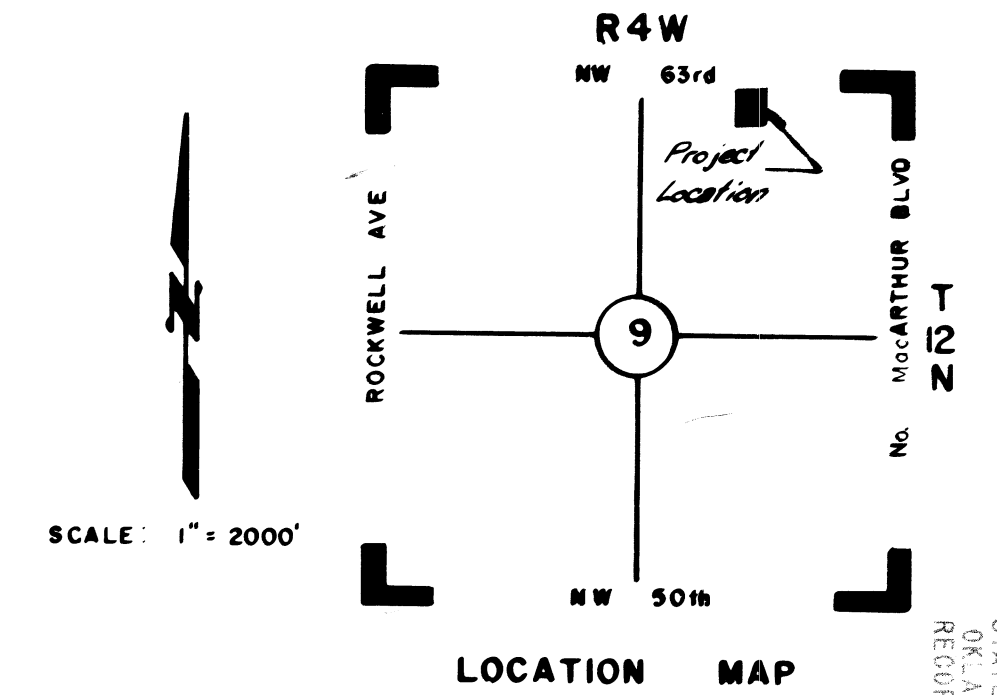 R4W
NW 63rd
Project
Location
ROCKWELL AVE
No. MacARTHUR BLVD
T
12
N
9
N
SCALE: 1" = 2000'
NW 50th
LOCATION MAP
OKLA